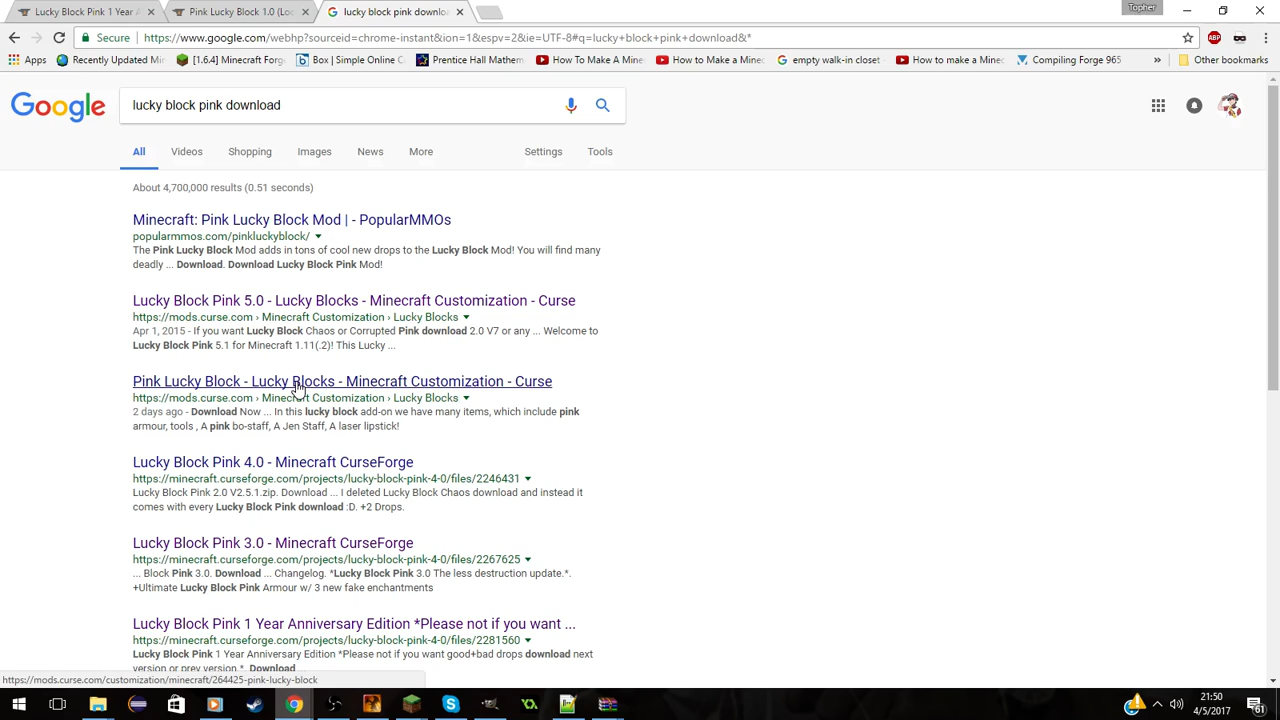 Lucky Block Pink 1 Year A
Pink Lucky Block 1.0 (Loc
lucky block pink downloa
Topher
Secure
https://www.google.com/webhp?sourceid=chrome-instant&ion=1&espv=2&ie=UTF-8#q=lucky+block+pink+download&*
ABP
Apps
Recently Updated Min
[1.6.4] Minecraft Forg
Box | Simple Online C
Prentice Hall Mathem
How To Make A Mine
How to Make a Minec
empty walk-in closet -
How to make a Minec
Compiling Forge 965
»
Other bookmarks
Google
lucky block pink download
All
Videos
Shopping
Images
News
More
Settings
Tools
About 4,700,000 results (0.51 seconds)
Minecraft: Pink Lucky Block Mod | - PopularMMOs
popularmmos.com/pinkluckyblock/
The Pink Lucky Block Mod adds in tons of cool new drops to the Lucky Block Mod! You will find many
deadly ... Download. Download Lucky Block Pink Mod!
Lucky Block Pink 5.0 - Lucky Blocks - Minecraft Customization - Curse
https://mods.curse.com › Minecraft Customization › Lucky Blocks
Apr 1, 2015 - If you want Lucky Block Chaos or Corrupted Pink download 2.0 V7 or any ... Welcome to
Lucky Block Pink 5.1 for Minecraft 1.11(.2)! This Lucky ...
Pink Lucky Block - Lucky Blocks - Minecraft Customization - Curse
https://mods.curse.com › Minecraft Customization › Lucky Blocks
2 days ago - Download Now ... In this lucky block add-on we have many items, which include pink
armour, tools , A pink bo-staff, A Jen Staff, A laser lipstick!
Lucky Block Pink 4.0 - Minecraft CurseForge
https://minecraft.curseforge.com/projects/lucky-block-pink-4-0/files/2246431
Lucky Block Pink 2.0 V2.5.1.zip. Download ... I deleted Lucky Block Chaos download and instead it
comes with every Lucky Block Pink download :D. +2 Drops.
Lucky Block Pink 3.0 - Minecraft CurseForge
https://minecraft.curseforge.com/projects/lucky-block-pink-4-0/files/2267625
... Block Pink 3.0. Download ... Changelog. *Lucky Block Pink 3.0 The less destruction update.*.
+Ultimate Lucky Block Pink Armour w/ 3 new fake enchantments
Lucky Block Pink 1 Year Anniversary Edition *Please not if you want ...
https://minecraft.curseforge.com/projects/lucky-block-pink-4-0/files/2281560
Lucky Block Pink 1 Year Anniversary Edition *Please not if you want good+bad drops download next
version or prev version *. Download
https://mods.curse.com/customization/minecraft/264425-pink-lucky-block
21:50
4/5/2017
61